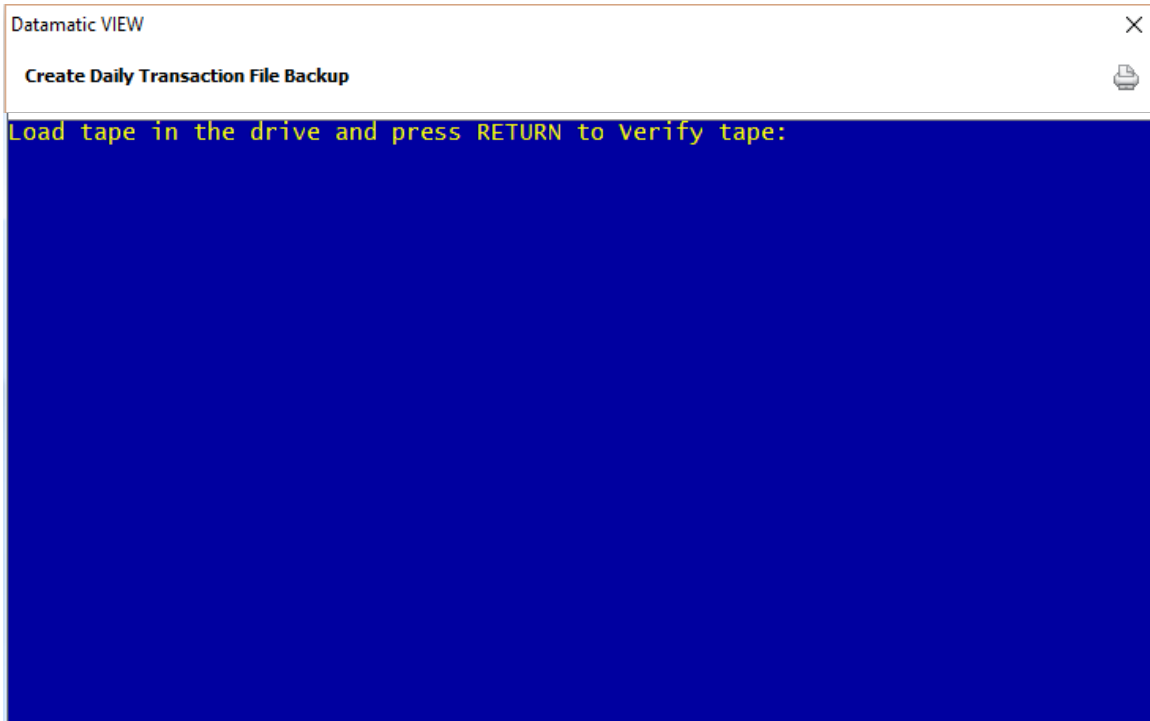 Datamatic VIEW
Create Daily Transaction File Backup
Load tape in the drive and press RETURN to Verify tape: